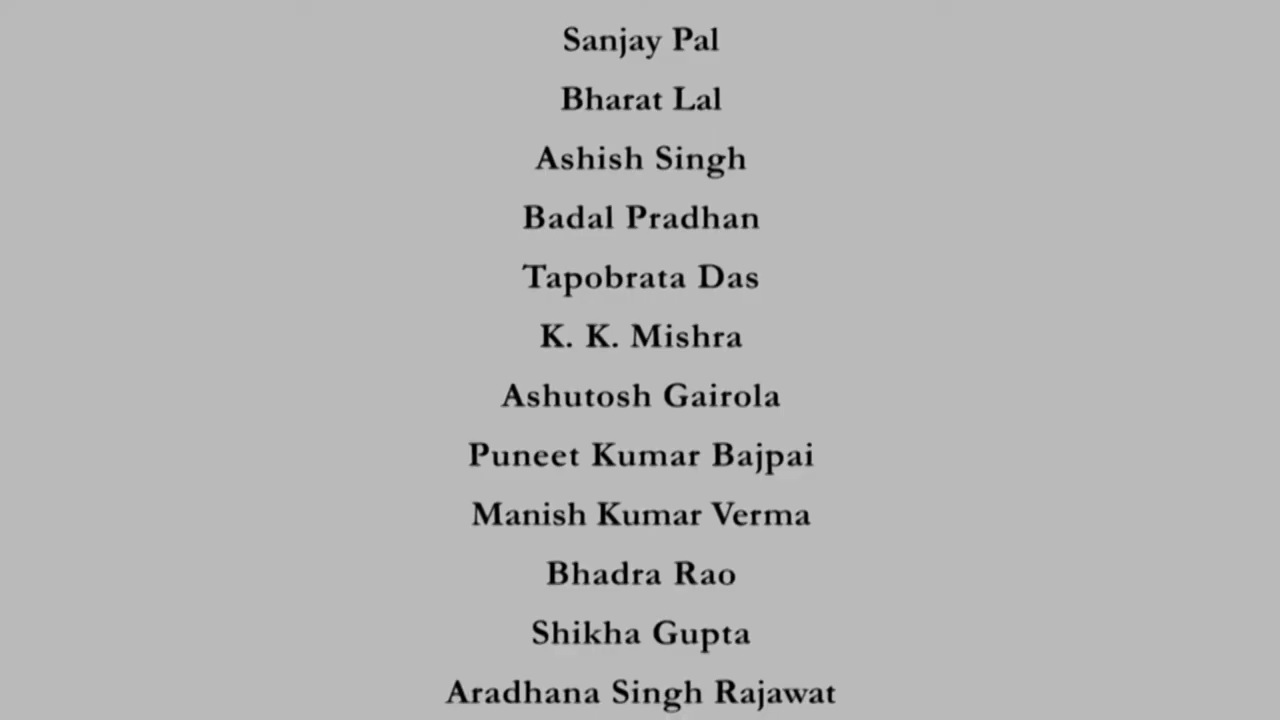 Sanjay Pal
Bharat Lal
Ashish Singh
Badal Pradhan
Tapobrata Das
K. K. Mishra
Ashutosh Gairola
Puneet Kumar Bajpai
Manish Kumar Verma
Bhadra Rao
Shikha Gupta
Aradhana Singh Rajawat